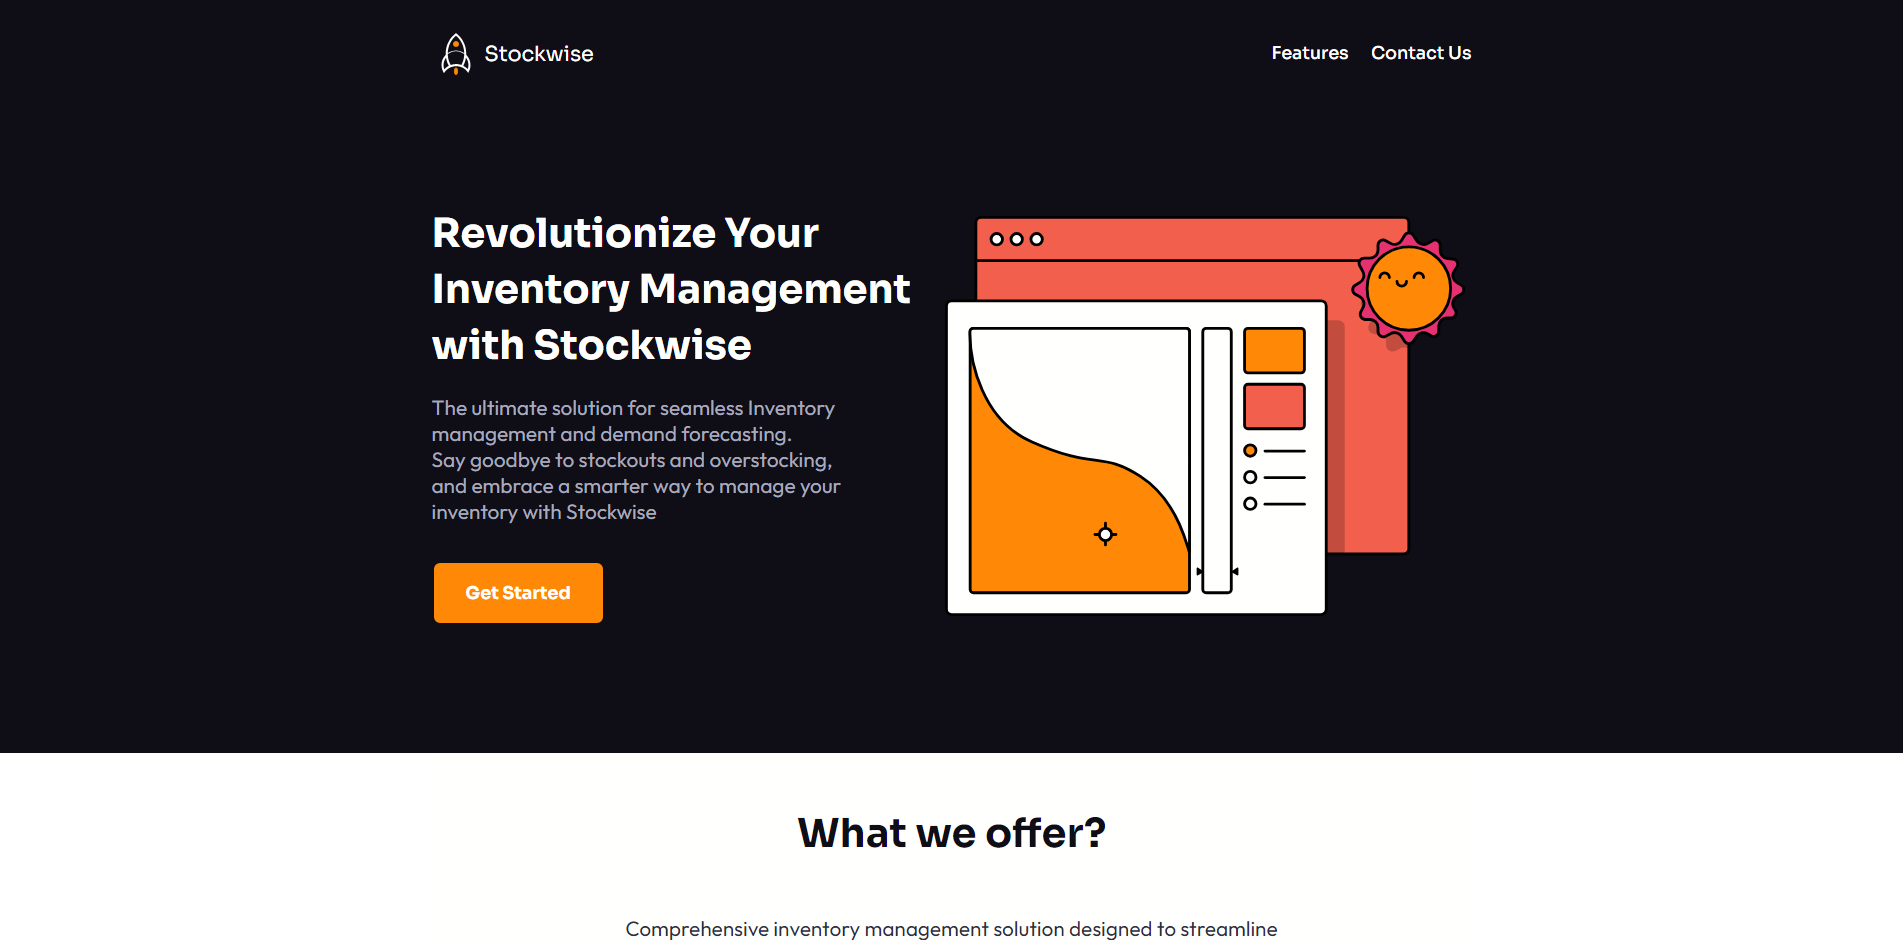 Stockwise
Features
Contact Us
Revolutionize Your
Inventory Management
with Stockwise
The ultimate solution for seamless Inventory
management and demand forecasting.
Say goodbye to stockouts and overstocking,
and embrace a smarter way to manage your
inventory with Stockwise
Get Started
What we offer?
Comprehensive inventory management solution designed to streamline